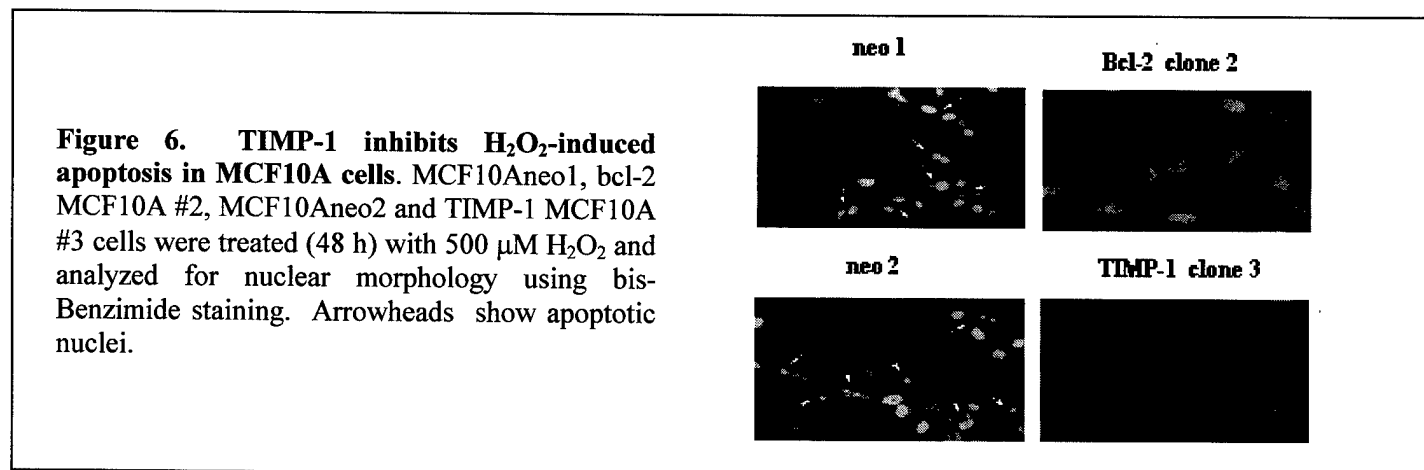 Figure 6. TIMP-1 inhibits H₂O₂-induced
apoptosis in MCF10A cells. MCF10Aneo1, bcl-2
MCF10A #2, MCF10Aneo2 and TIMP-1 MCF10A
#3 cells were treated (48 h) with 500 μM H₂O₂ and
analyzed for nuclear morphology using bis-
Benzimide staining. Arrowheads show apoptotic
nuclei.
neo 1
Bcl-2 clone 2
neo 2
TIMP-1 clone 3